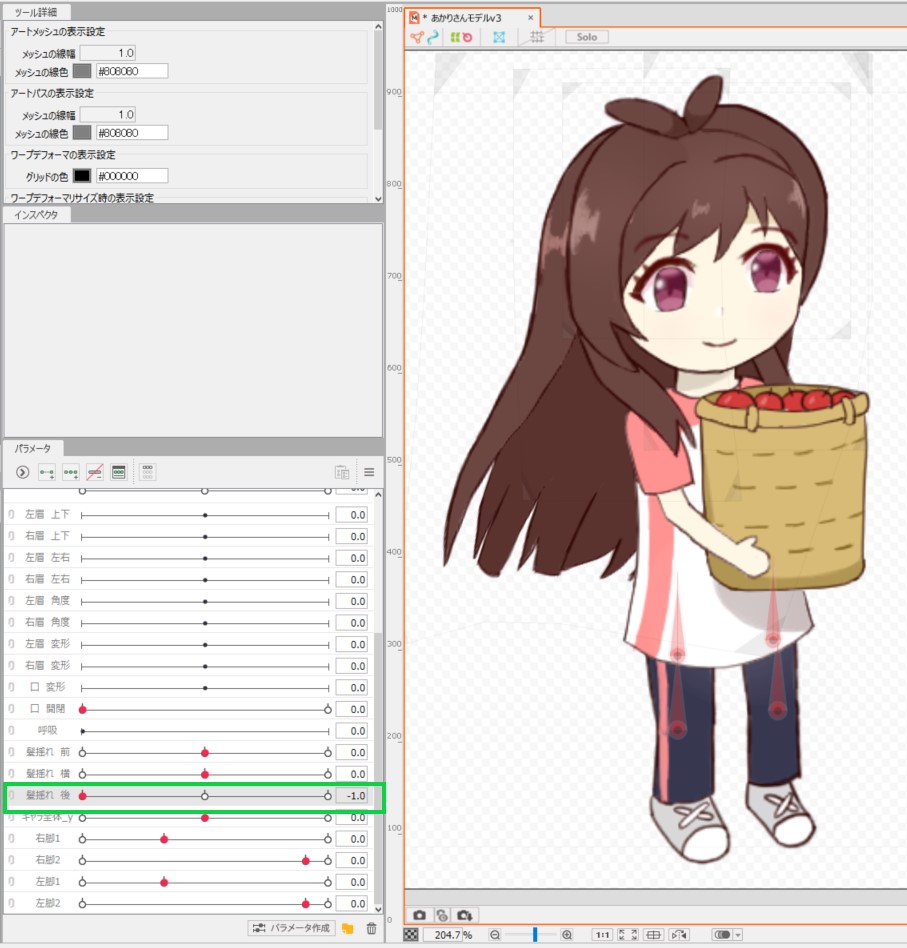 ツール詳細
アートメッシュの表示設定
メッシュの線幅 1.0
メッシュの線色 #808080
アートパスの表示設定
メッシュの線幅 1.0
メッシュの線色 #808080
ワープデフォーマの表示設定
グリッドの色 #000000
ワープデフォーマリサイズ時の表示設定
インスペクタ
パラメータ
0.0
左眉 上下 0.0
右眉 上下 0.0
左眉 左右 0.0
右眉 左右 0.0
左眉 角度 0.0
右眉 角度 0.0
左眉 変形 0.0
右眉 変形 0.0
口 変形 0.0
口 開閉 0.0
呼吸 0.0
髪揺れ 前 0.0
髪揺れ 横 0.0
髪揺れ 後 -1.0
キャラ全体_y 0.0
右脚1 0.0
右脚2 0.0
左脚1 0.0
左脚2 0.0
パラメータ作成
* あかりさんモデルv3 ×
Solo
1000
900
800
700
600
500
400
300
200
100
0
204.7 %
1:1